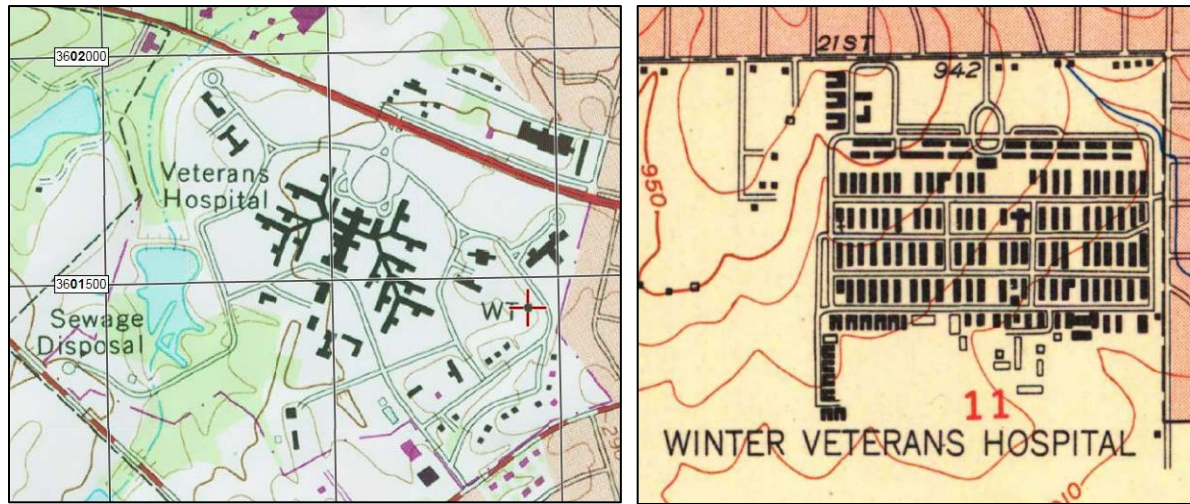 3602000
Veterans
Hospital
3601500
WT
Sewage
Disposal
21ST
942
950
11
WINTER VETERANS HOSPITAL